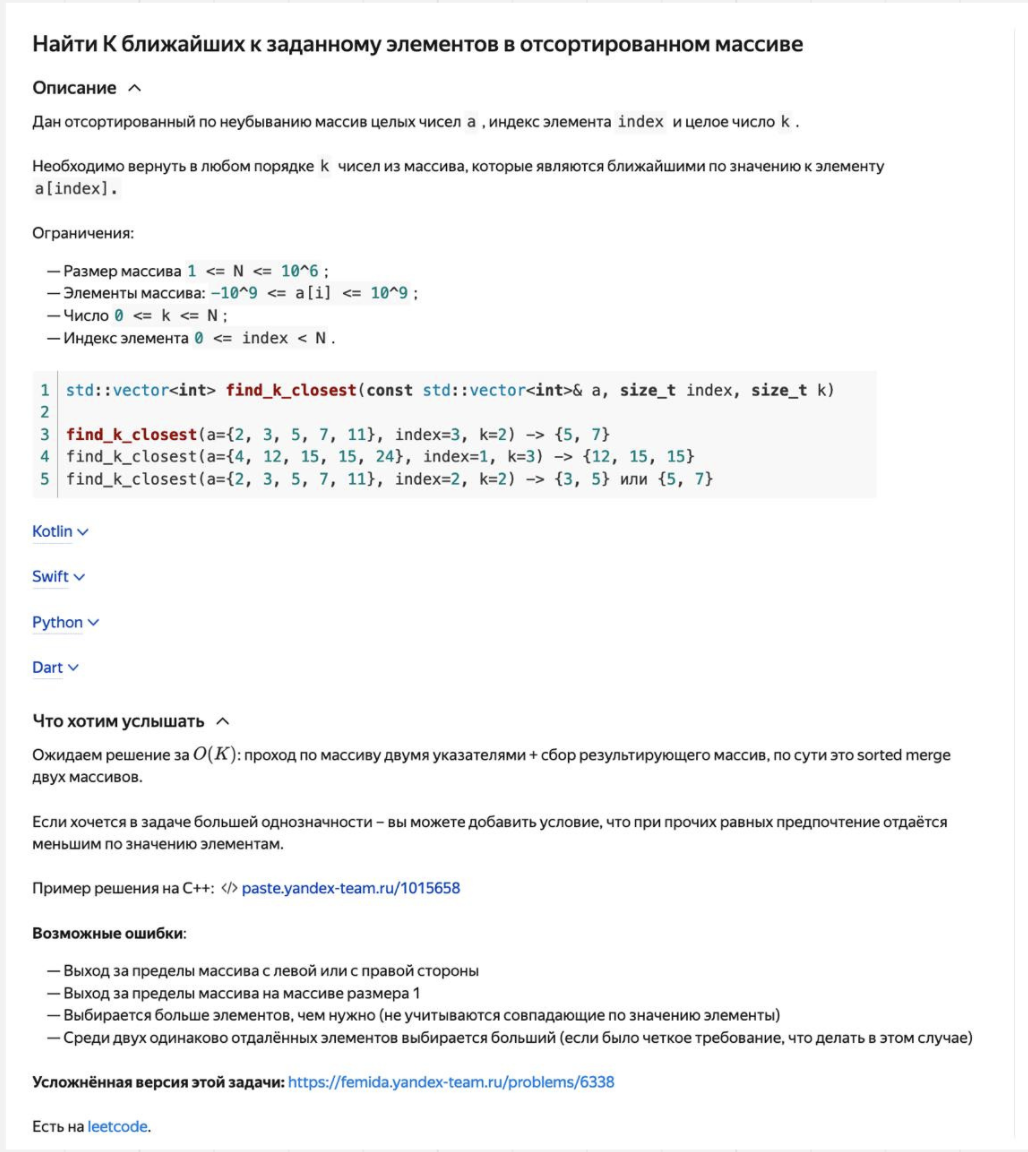 Найти К ближайших к заданному элементов в отсортированном массиве
Описание
Дан отсортированный по неубыванию массив целых чисел a , индекс элемента index и целое число k .
Необходимо вернуть в любом порядке k чисел из массива, которые являются ближайшими по значению к элементу
a[index].
Ограничения:
— Размер массива 1 <= N <= 10^6 ;
— Элементы массива: -10^9 <= a[i] <= 10^9 ;
— Число 0 <= k <= N ;
— Индекс элемента 0 <= index < N .
1 std::vector<int> find_k_closest(const std::vector<int>& a, size_t index, size_t k)
2
3 find_k_closest(a={2, 3, 5, 7, 11}, index=3, k=2) -> {5, 7}
4 find_k_closest(a={4, 12, 15, 15, 24}, index=1, k=3) -> {12, 15, 15}
5 find_k_closest(a={2, 3, 5, 7, 11}, index=2, k=2) -> {3, 5} или {5, 7}
Kotlin
Swift
Python
Dart
Что хотим услышать
Ожидаем решение за O(K): проход по массиву двумя указателями + сбор результирующего массив, по сути это sorted merge
двух массивов.
Если хочется в задаче большей однозначности – вы можете добавить условие, что при прочих равных предпочтение отдаётся
меньшим по значению элементам.
Пример решения на C++: </> paste.yandex-team.ru/1015658
Возможные ошибки:
— Выход за пределы массива с левой или с правой стороны
— Выход за пределы массива на массиве размера 1
— Выбирается больше элементов, чем нужно (не учитываются совпадающие по значению элементы)
— Среди двух одинаково отдалённых элементов выбирается больший (если было четкое требование, что делать в этом случае)
Усложнённая версия этой задачи: https://femida.yandex-team.ru/problems/6338
Есть на leetcode.